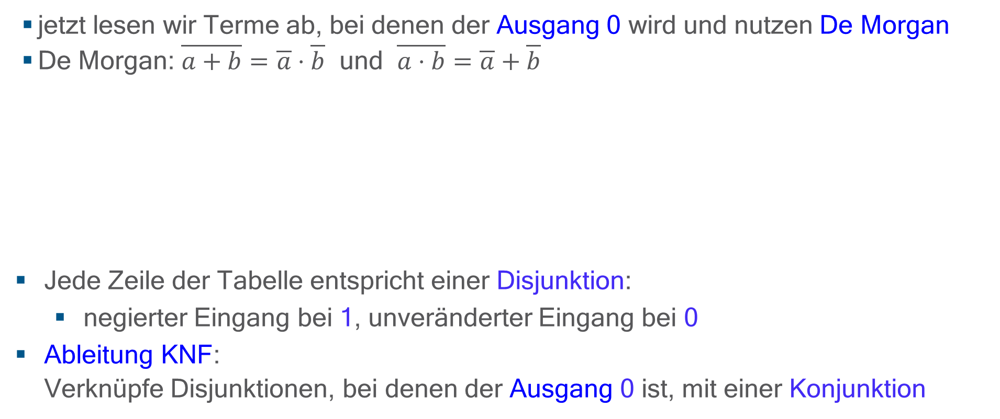 ▪ jetzt lesen wir Terme ab, bei denen der Ausgang 0 wird und nutzen De Morgan
▪ De Morgan: $\overline{a + b} = \overline{a} \cdot \overline{b}$ und $\overline{a \cdot b} = \overline{a} + \overline{b}$
▪ Jede Zeile der Tabelle entspricht einer Disjunktion:
▪ negierter Eingang bei 1, unveränderter Eingang bei 0
▪ Ableitung KNF:
Verknüpfe Disjunktionen, bei denen der Ausgang 0 ist, mit einer Konjunktion